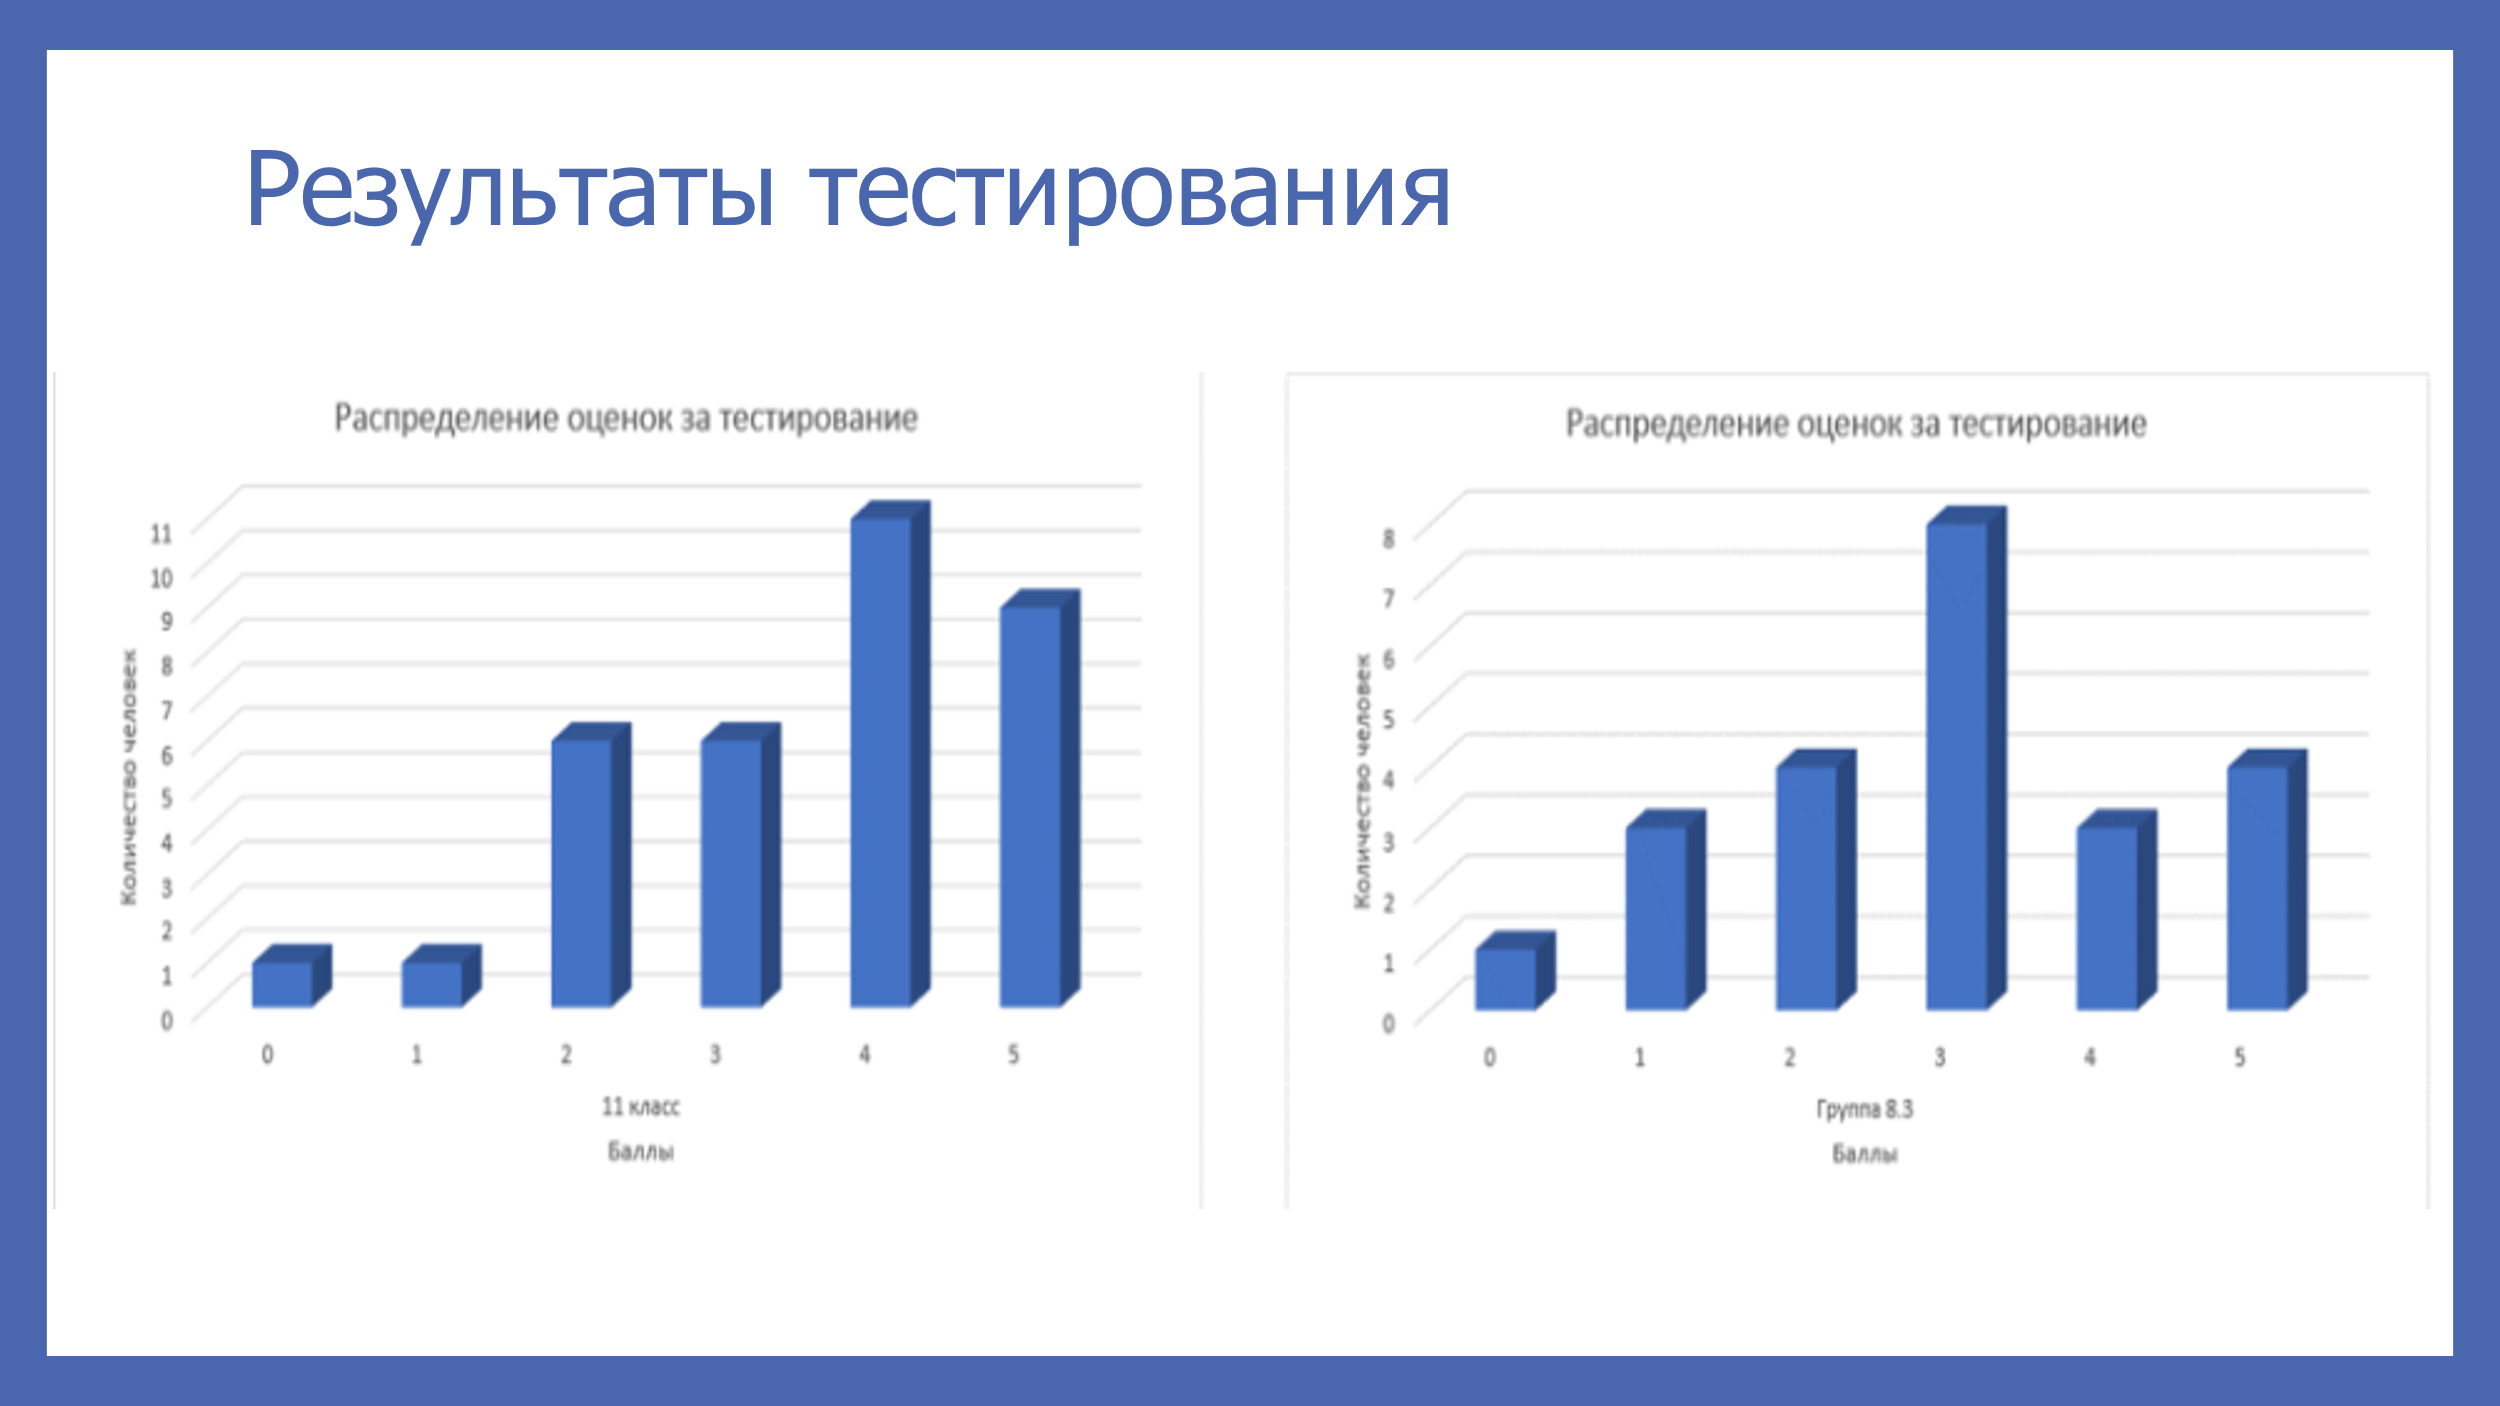 Результаты тестирования
Распределение оценок за тестирование
Количество человек
11
10
9
8
7
6
5
4
3
2
1
0
0 1 2 3 4 5
11 класс
Баллы
Распределение оценок за тестирование
Количество человек
8
7
6
5
4
3
2
1
0
0 1 2 3 4 5
Группа 8.3
Баллы